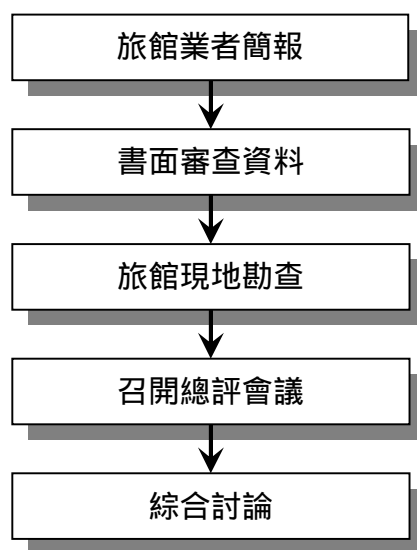 旅館業者簡報
書面審查資料
旅館現地勘查
召開總評會議
綜合討論